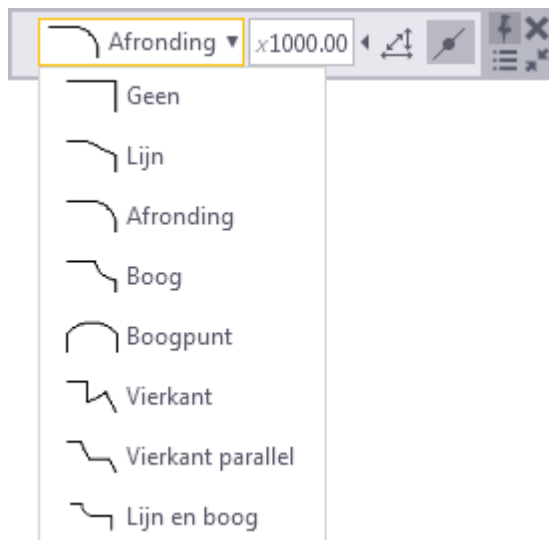 Afronding x1000.00
Geen
Lijn
Afronding
Boog
Boogpunt
Vierkant
Vierkant parallel
Lijn en boog